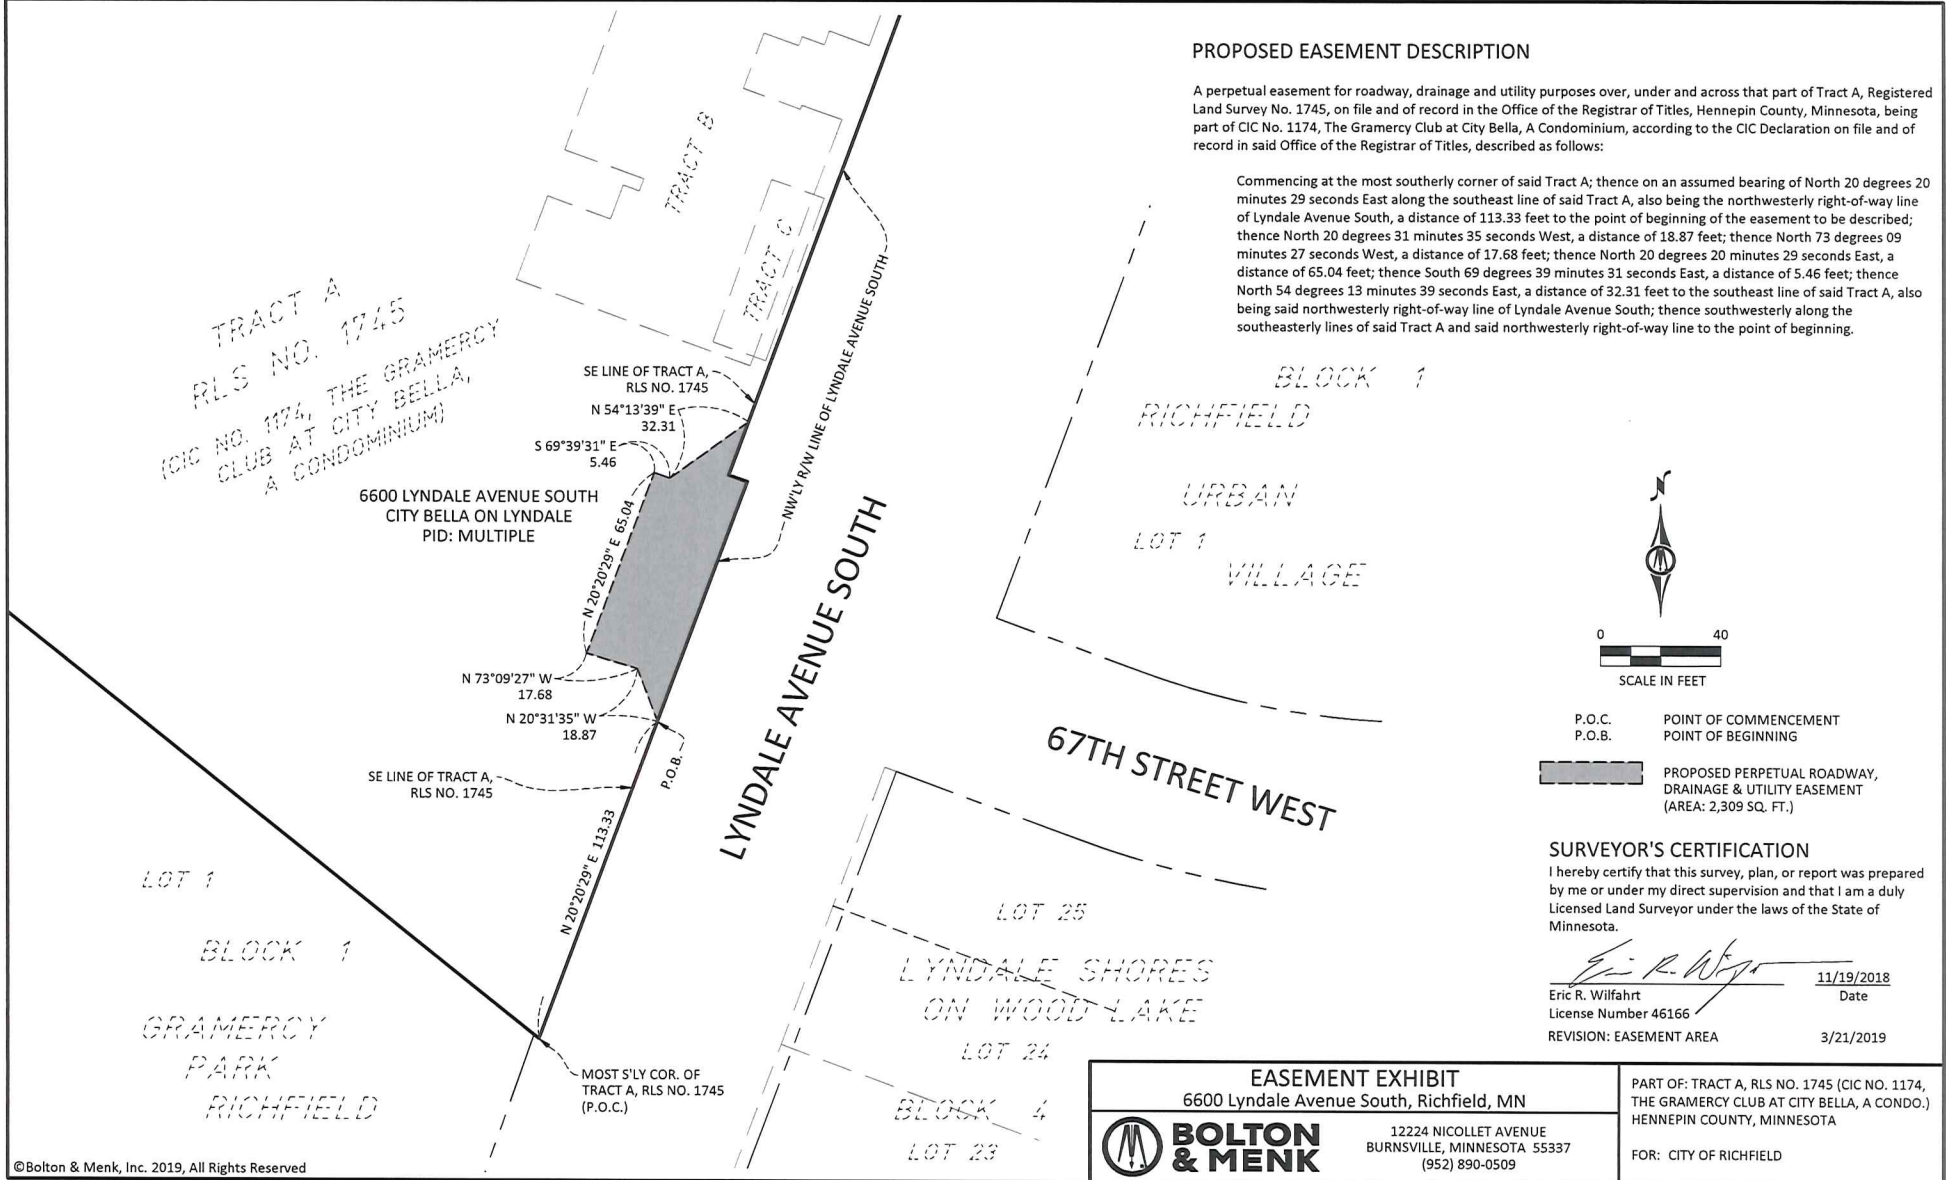 PROPOSED EASEMENT DESCRIPTION
A perpetual easement for roadway, drainage and utility purposes over, under and across that part of Tract A, Registered
Land Survey No. 1745, on file and of record in the Office of the Registrar of Titles, Hennepin County, Minnesota, being
part of CIC No. 1174, The Gramercy Club at City Bella, A Condominium, according to the CIC Declaration on file and of
record in said Office of the Registrar of Titles, described as follows:
Commencing at the most southerly corner of said Tract A; thence on an assumed bearing of North 20 degrees 20
minutes 29 seconds East along the southeast line of said Tract A, also being the northwesterly right-of-way line
of Lyndale Avenue South, a distance of 113.33 feet to the point of beginning of the easement to be described;
thence North 20 degrees 31 minutes 35 seconds West, a distance of 18.87 feet; thence North 73 degrees 09
minutes 27 seconds West, a distance of 17.68 feet; thence North 20 degrees 20 minutes 29 seconds East, a
distance of 65.04 feet; thence South 69 degrees 39 minutes 31 seconds East, a distance of 5.46 feet; thence
North 54 degrees 13 minutes 39 seconds East, a distance of 32.31 feet to the southeast line of said Tract A, also
being said northwesterly right-of-way line of Lyndale Avenue South; thence southwesterly along the
southeasterly lines of said Tract A and said northwesterly right-of-way line to the point of beginning.
TRACT B
TRACT C
TRACT A
RLS NO. 1745
(CIC NO. 1174, THE GRAMERCY
CLUB AT CITY BELLA,
A CONDOMINIUM)
SE LINE OF TRACT A,
RLS NO. 1745
N 54°13'39" E
32.31
S 69°39'31" E
5.46
NW'LY R/W LINE OF LYNDALE AVENUE SOUTH
6600 LYNDALE AVENUE SOUTH
CITY BELLA ON LYNDALE
PID: MULTIPLE
N 20°20'29" E 65.04
N 73°09'27" W
17.68
N 20°31'35" W
18.87
P.O.B.
SE LINE OF TRACT A,
RLS NO. 1745
N 20°20'29" E 113.33
LYNDALE AVENUE SOUTH
67TH STREET WEST
BLOCK 1
RICHFIELD
URBAN
LOT 1
VILLAGE
N
0 40
SCALE IN FEET
P.O.C. POINT OF COMMENCEMENT
P.O.B. POINT OF BEGINNING
PROPOSED PERPETUAL ROADWAY,
DRAINAGE & UTILITY EASEMENT
(AREA: 2,309 SQ. FT.)
SURVEYOR'S CERTIFICATION
I hereby certify that this survey, plan, or report was prepared
by me or under my direct supervision and that I am a duly
Licensed Land Surveyor under the laws of the State of
Minnesota.
11/19/2018
Eric R. Wilfahrt Date
License Number 46166
REVISION: EASEMENT AREA 3/21/2019
LOT 1
BLOCK 1
GRAMERCY
PARK
RICHFIELD
MOST S'LY COR. OF
TRACT A, RLS NO. 1745
(P.O.C.)
LOT 25
LYNDALE SHORES
ON WOOD LAKE
LOT 24
BLOCK 4
LOT 23
©Bolton & Menk, Inc. 2019, All Rights Reserved
EASEMENT EXHIBIT
6600 Lyndale Avenue South, Richfield, MN
BOLTON
& MENK
12224 NICOLLET AVENUE
BURNSVILLE, MINNESOTA 55337
(952) 890-0509
PART OF: TRACT A, RLS NO. 1745 (CIC NO. 1174,
THE GRAMERCY CLUB AT CITY BELLA, A CONDO.)
HENNEPIN COUNTY, MINNESOTA
FOR: CITY OF RICHFIELD